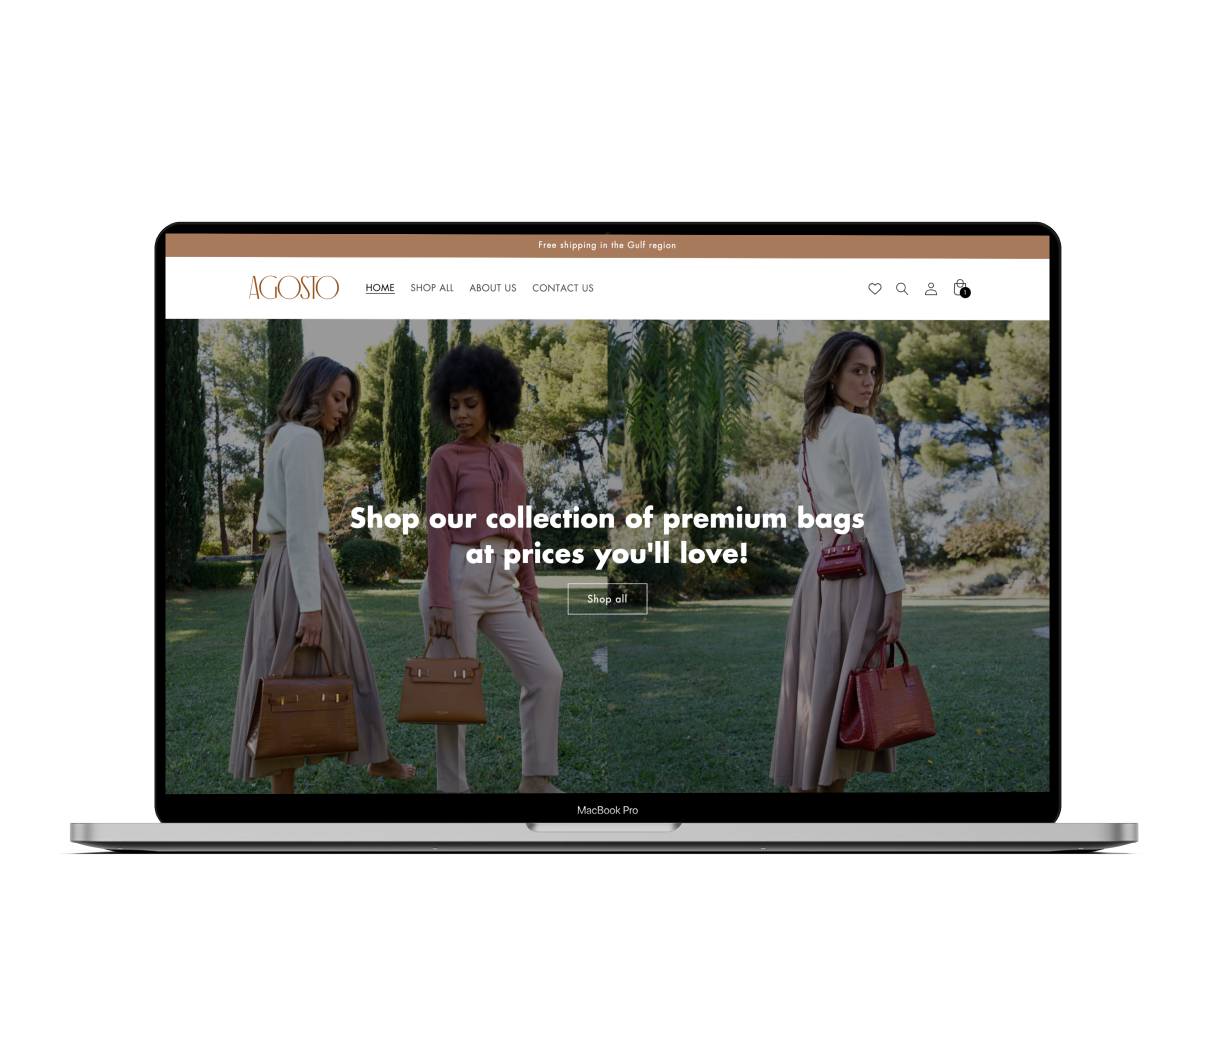 Free shipping in the Gulf region
AGOSTO
HOME
SHOP ALL
ABOUT US
CONTACT US
1
Shop our collection of premium bags
at prices you'll love!
Shop all
MacBook Pro